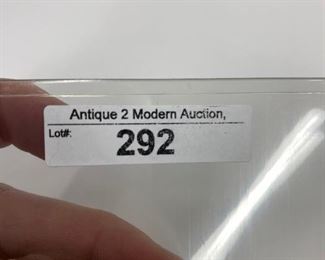 Antique 2 Modern Auction,
Lot#:
292